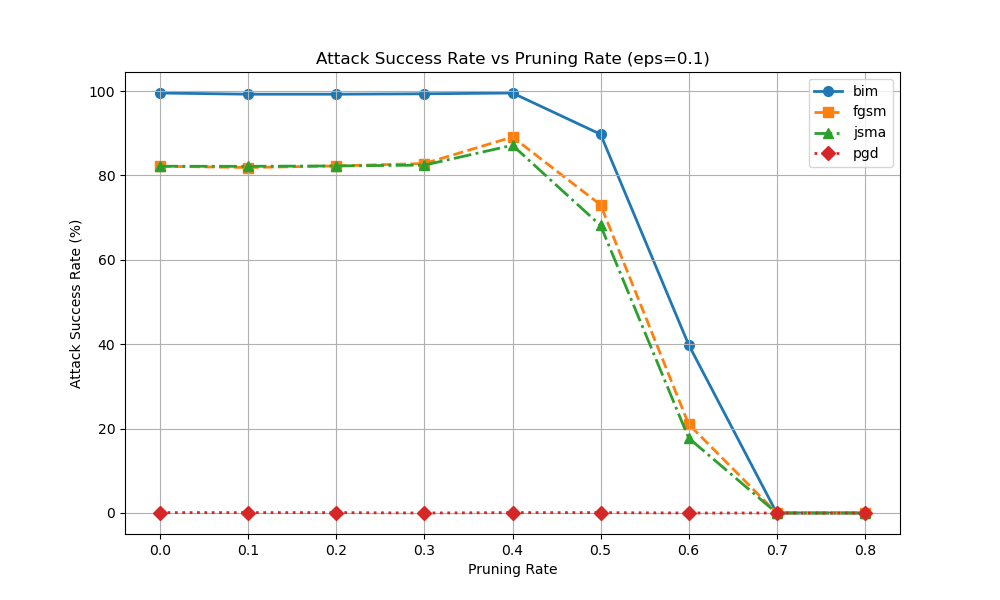 Attack Success Rate vs Pruning Rate (eps=0.1)
bim
fgsm
jsma
pgd
100
80
60
40
20
0
Attack Success Rate (%)
0.0 0.1 0.2 0.3 0.4 0.5 0.6 0.7 0.8
Pruning Rate